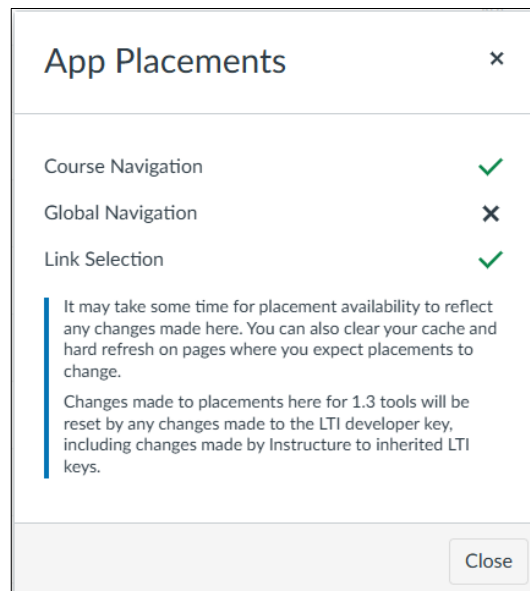 App Placements
Course Navigation
Global Navigation
Link Selection
It may take some time for placement availability to reflect
any changes made here. You can also clear your cache and
hard refresh on pages where you expect placements to
change.
Changes made to placements here for 1.3 tools will be
reset by any changes made to the LTI developer key,
including changes made by Instructure to inherited LTI
keys.
Close